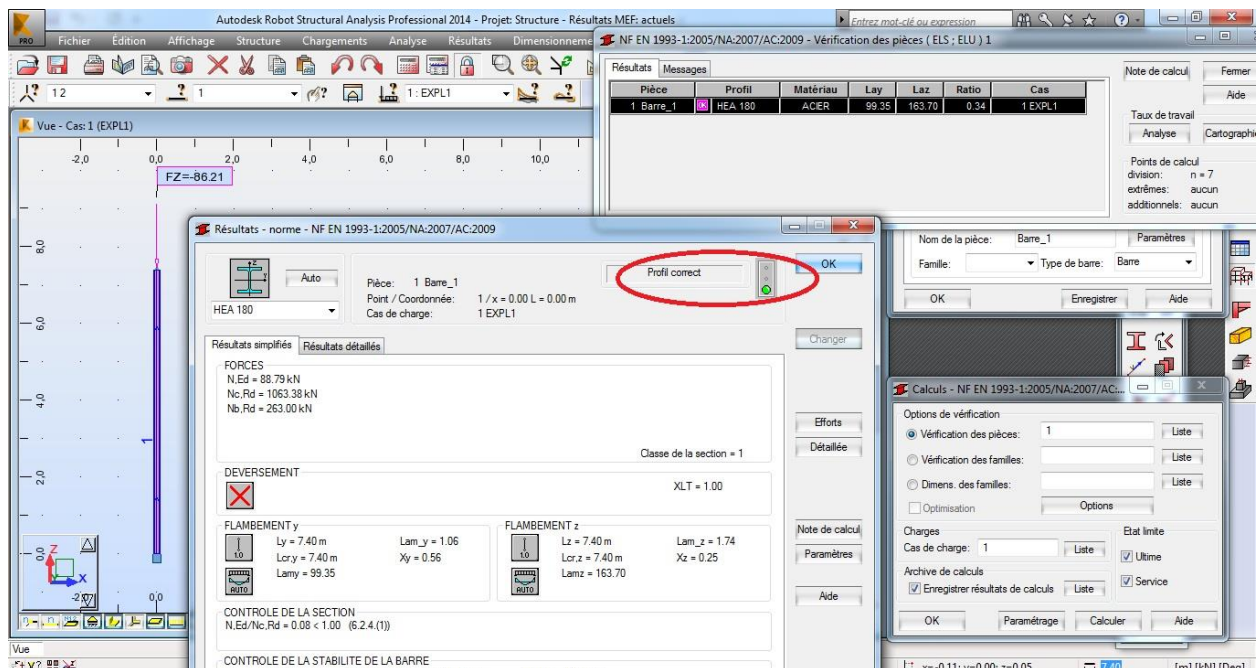 Autodesk Robot Structural Analysis Professional 2014 - Projet: Structure - Résultats MEF: actuels
Entrez mot-clé ou expression
PRO
Fichier Édition Affichage Structure Chargements Analyse Résultats Dimensionneme
12
1
1 : EXPL1
Vue - Cas: 1 (EXPL1)
-2,0 0,0 2,0 4,0 6,0 8,0 10,0
FZ=-86.21
8,0
6,0
4,0
2,0
0,0
1
Z
X
-2,0 0,0
Vue
NF EN 1993-1:2005/NA:2007/AC:2009 - Vérification des pièces ( ELS ; ELU ) 1
Résultats Messages
Pièce Profil Matériau Lay Laz Ratio Cas
1 Barre_1 OK HEA 180 ACIER 99.35 163.70 0.34 1 EXPL1
Note de calcul Fermer
Aide
Taux de travail
Analyse Cartographi
Points de calcul
division: n = 7
extrêmes: aucun
additionnels: aucun
Nom de la pièce: Barre_1 Paramètres
Famille: Type de barre: Barre
OK Enregistrer Aide
Résultats - norme - NF EN 1993-1:2005/NA:2007/AC:2009
Auto
HEA 180
Pièce: 1 Barre_1
Point / Coordonnée: 1 / x = 0.00 L = 0.00 m
Cas de charge: 1 EXPL1
Profil correct
OK
Changer
Résultats simplifiés Résultats détaillés
FORCES
N,Ed = 88.79 kN
Nc,Rd = 1063.38 kN
Nb,Rd = 263.00 kN
Classe de la section = 1
Efforts
Détaillée
DEVERSEMENT
XLT = 1.00
FLAMBEMENT y
Ly = 7.40 m Lam_y = 1.06
Lcr,y = 7.40 m Xy = 0.56
Lamy = 99.35
1.0
AUTO
FLAMBEMENT z
Lz = 7.40 m Lam_z = 1.74
Lcr,z = 7.40 m Xz = 0.25
Lamz = 163.70
1.0
AUTO
Note de calcul
Paramètres
Aide
CONTROLE DE LA SECTION
N,Ed/Nc,Rd = 0.08 < 1.00 (6.2.4.(1))
CONTROLE DE LA STABILITE DE LA BARRE
Calculs - NF EN 1993-1:2005/NA:2007/AC:...
Options de vérification
Vérification des pièces: 1 Liste
Vérification des familles: Liste
Dimens. des familles: Liste
Optimisation Options
Charges
Cas de charge: 1 Liste
Etat limite
Ultime
Service
Archive de calculs
Enregistrer résultats de calculs Liste
OK Paramétrage Calculer Aide
x=-0.11; y=0.00; z=0.05
7.40
[m] [kN] [Deg]